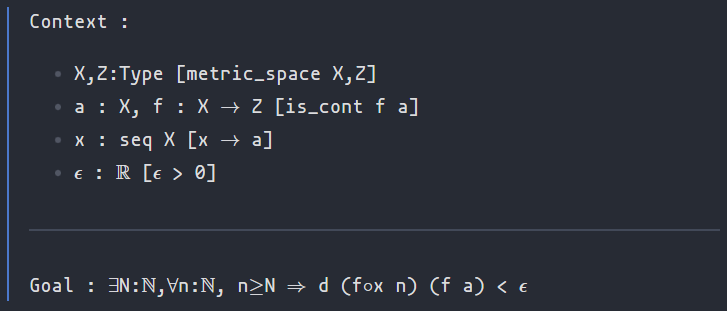 Context :
• X,Z:Type [metric_space X,Z]
• a : X, f : X → Z [is_cont f a]
• x : seq X [x → a]
• ϵ : ℝ [ϵ > 0]
Goal : ∃N:ℕ,∀n:ℕ, n≥N ⇒ d (f∘x n) (f a) < ϵ